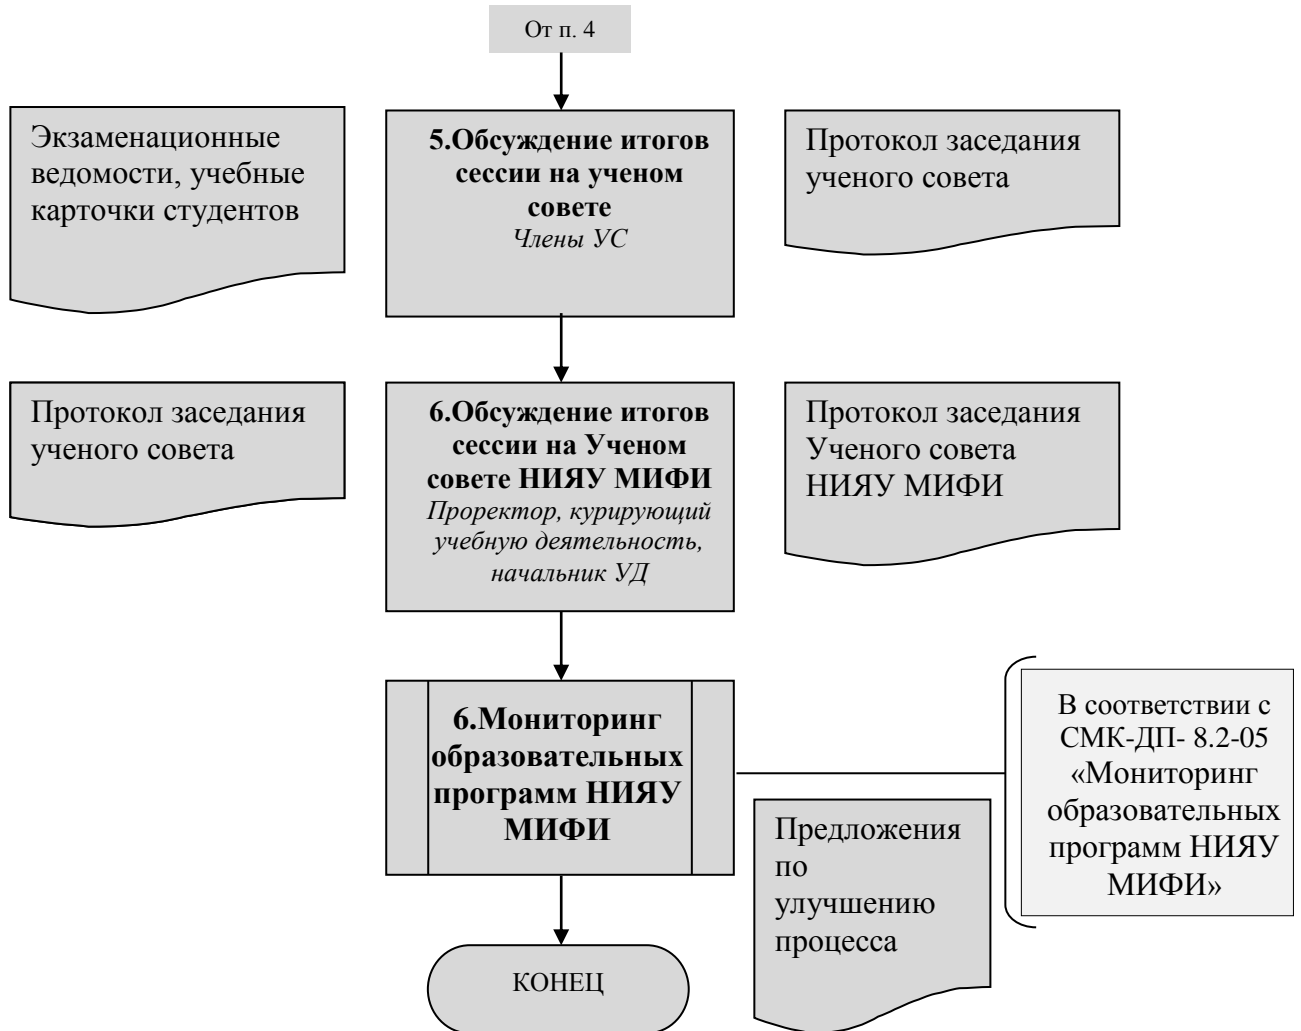 От п. 4
Экзаменационные
ведомости, учебные
карточки студентов
5.Обсуждение итогов
сессии на ученом
совете
Члены УС
Протокол заседания
ученого совета
Протокол заседания
ученого совета
6.Обсуждение итогов
сессии на Ученом
совете НИЯУ МИФИ
Проректор, курирующий
учебную деятельность,
начальник УД
Протокол заседания
Ученого совета
НИЯУ МИФИ
6.Мониторинг
образовательных
программ НИЯУ
МИФИ
В соответствии с
СМК-ДП- 8.2-05
«Мониторинг
образовательных
программ НИЯУ
МИФИ»
Предложения
по
улучшению
процесса
КОНЕЦ